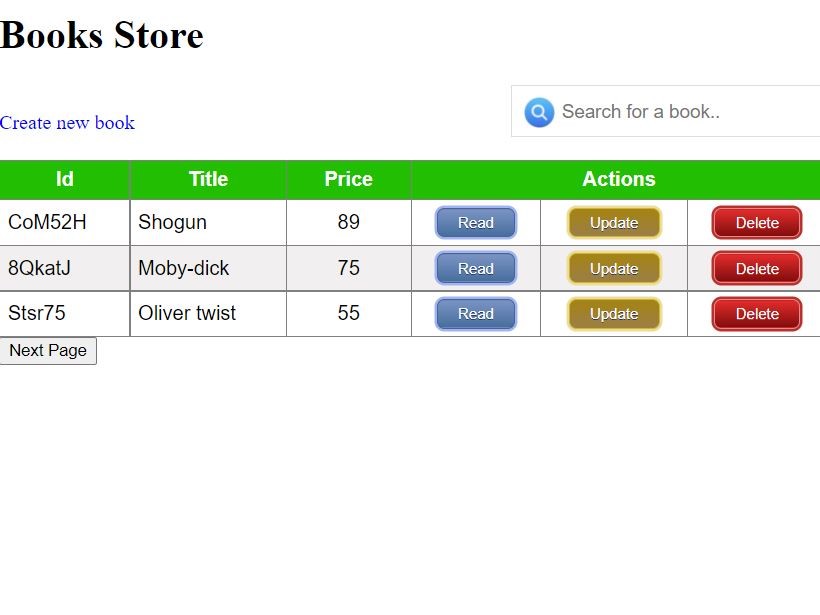 Books Store
Create new book
Search for a book..
Id Title Price Actions
CoM52H Shogun 89 Read Update Delete
8QkatJ Moby-dick 75 Read Update Delete
Stsr75 Oliver twist 55 Read Update Delete
Next Page